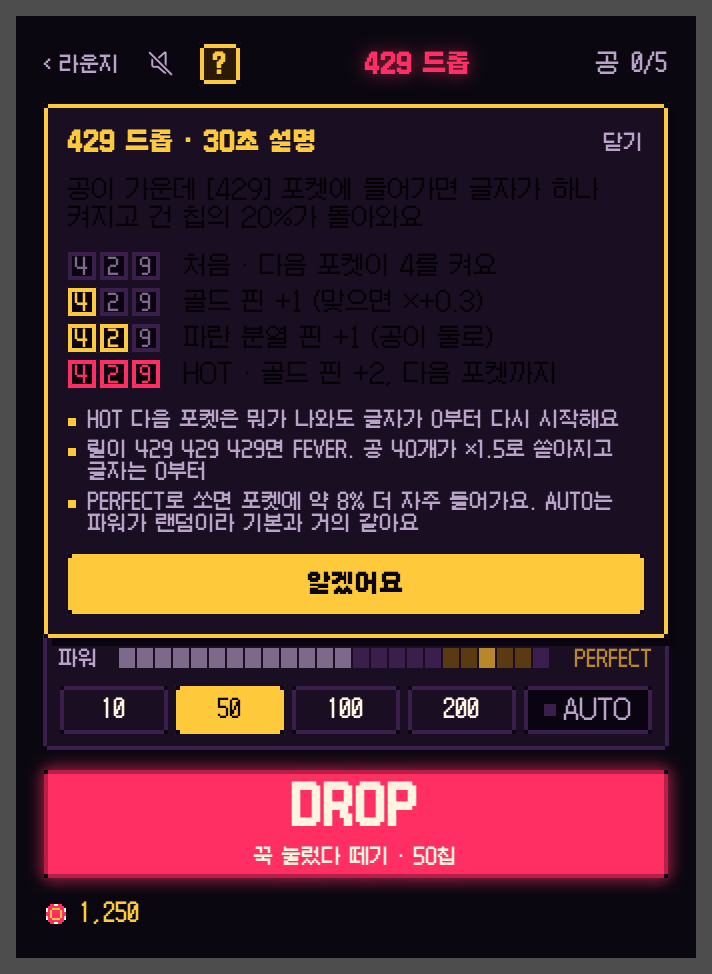 < 라운지 ? 429 드롭 공 0/5
429 드롭 · 30초 설명 닫기
공이 가운데 [429] 포켓에 들어가면 글자가 하나
켜지고 건 칩의 20%가 돌아와요
4 2 9 처음 · 다음 포켓이 4를 켜요
4 2 9 골드 핀 +1 (맞으면 ×+0.3)
4 2 9 파란 분열 핀 +1 (공이 둘로)
4 2 9 HOT · 골드 핀 +2, 다음 포켓까지
HOT 다음 포켓은 뭐가 나와도 글자가 0부터 다시 시작해요
릴이 429 429 429면 FEVER. 공 40개가 ×1.5로 쏟아지고
글자는 0부터
PERFECT로 쏘면 포켓에 약 8% 더 자주 들어가요. AUTO는
파워가 랜덤이라 기본과 거의 같아요
알겠어요
파워 PERFECT
10 50 100 200 AUTO
DROP
꾹 눌렀다 떼기 · 50칩
1,250